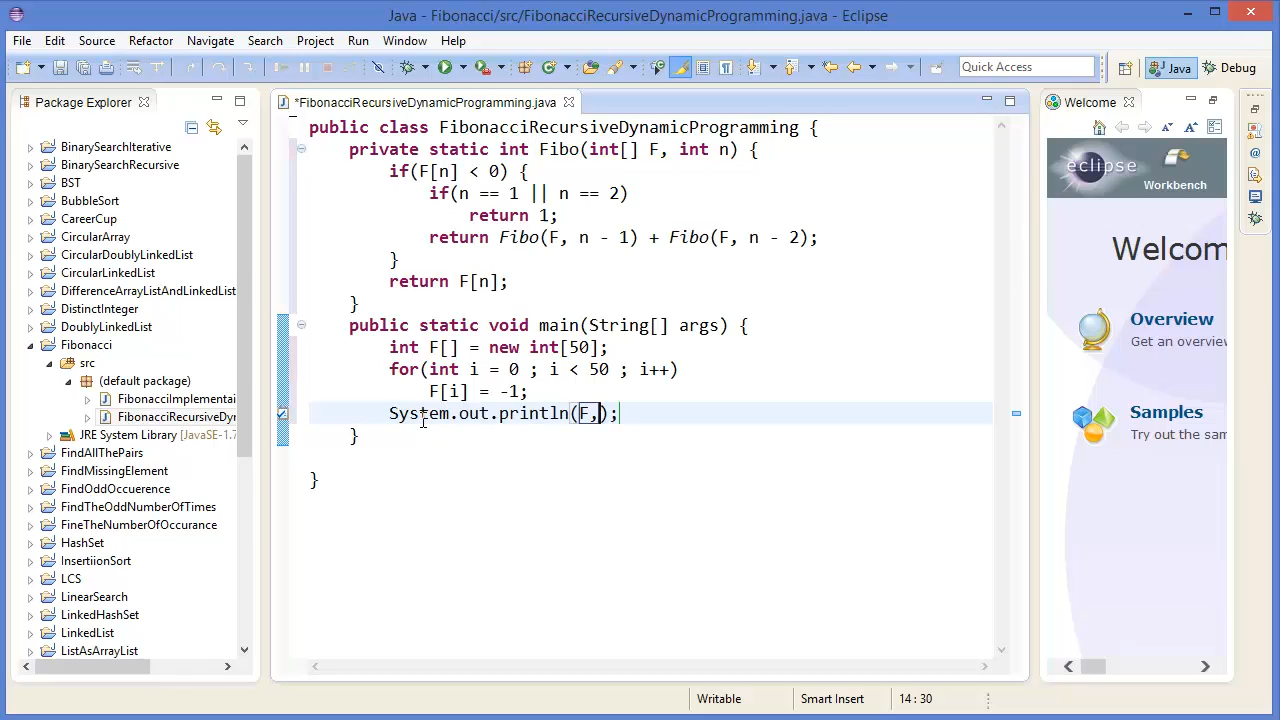 Java - Fibonacci/src/FibonacciRecursiveDynamicProgramming.java - Eclipse
File Edit Source Refactor Navigate Search Project Run Window Help
Quick Access
Java
Debug
Package Explorer
BinarySearchIterative
BinarySearchRecursive
BST
BubbleSort
CareerCup
CircularArray
CircularDoublyLinkedList
CircularLinkedList
DifferenceArrayListAndLinkedList
DistinctInteger
DoublyLinkedList
Fibonacci
src
(default package)
FibonacciImplementai
FibonacciRecursiveDyr
JRE System Library [JavaSE-1.7
FindAllThePairs
FindMissingElement
FindOddOccuerence
FindTheOddNumberOfTimes
FineTheNumberOfOccurance
HashSet
InsertiionSort
LCS
LinearSearch
LinkedHashSet
LinkedList
ListAsArrayList
*FibonacciRecursiveDynamicProgramming.java
public class FibonacciRecursiveDynamicProgramming {
private static int Fibo(int[] F, int n) {
if(F[n] < 0) {
if(n == 1 || n == 2)
return 1;
return Fibo(F, n - 1) + Fibo(F, n - 2);
}
return F[n];
}
public static void main(String[] args) {
int F[] = new int[50];
for(int i = 0 ; i < 50 ; i++)
F[i] = -1;
System.out.println(F,);
}
}
Welcome
eclipse
Workbench
Welcom
Overview
Get an overviev
Samples
Try out the sam
Writable
Smart Insert
14 : 30